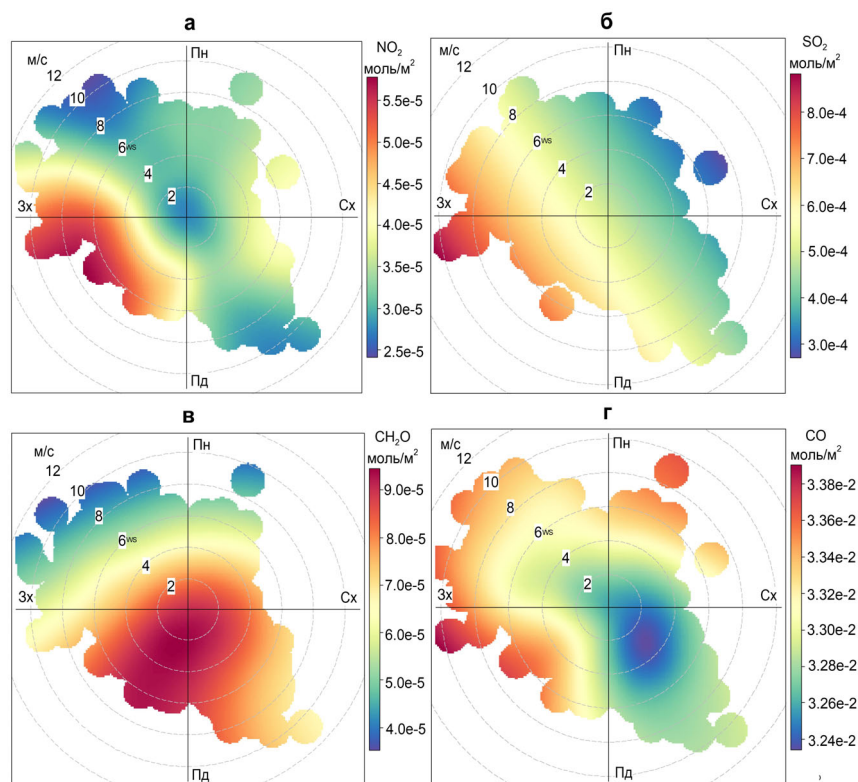 а
NO₂
моль/м²
м/с
12
10
8
6ws
4
2
Пн
Зх
Сх
Пд
5.5e-5
5.0e-5
4.5e-5
4.0e-5
3.5e-5
3.0e-5
2.5e-5
б
SO₂
моль/м²
м/с
12
10
8
6ws
4
2
Пн
Зх
Сх
Пд
8.0e-4
7.0e-4
6.0e-4
5.0e-4
4.0e-4
3.0e-4
в
CH₂O
моль/м²
м/с
12
10
8
6ws
4
2
Пн
Зх
Сх
Пд
9.0e-5
8.0e-5
7.0e-5
6.0e-5
5.0e-5
4.0e-5
г
CO
моль/м²
м/с
12
10
8
6ws
4
2
Пн
Зх
Сх
Пд
3.38e-2
3.36e-2
3.34e-2
3.32e-2
3.30e-2
3.28e-2
3.26e-2
3.24e-2